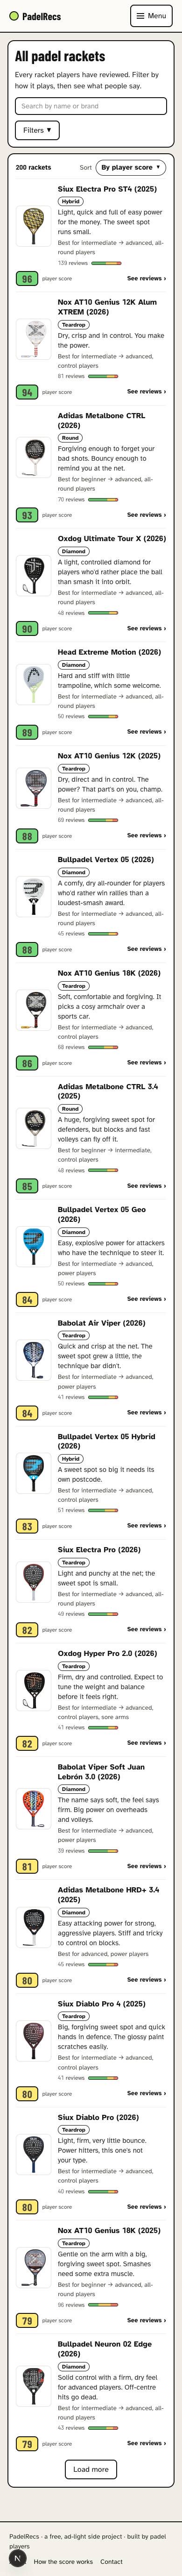 PadelRecs
Menu
All padel rackets
Every racket players have reviewed. Filter by
how it plays, then see what people say.
Search by name or brand
Filters ▼
200 rackets
Sort
By player score ▼
Siux Electra Pro ST4 (2025)
Hybrid
Light, quick and full of easy power
for the money. The sweet spot
runs small.
Best for intermediate → advanced, all-
round players
139 reviews
96 player score
See reviews ›
Nox AT10 Genius 12K Alum
XTREM (2026)
Teardrop
Dry, crisp and in control. You make
the power.
Best for intermediate → advanced,
control players
61 reviews
94 player score
See reviews ›
Adidas Metalbone CTRL
(2026)
Round
Forgiving enough to forget your
bad shots. Bouncy enough to
remind you at the net.
Best for beginner → advanced, all-
round players
70 reviews
93 player score
See reviews ›
Oxdog Ultimate Tour X (2026)
Diamond
A light, controlled diamond for
players who'd rather place the ball
than smash it into orbit.
Best for intermediate → advanced, all-
round players
48 reviews
90 player score
See reviews ›
Head Extreme Motion (2026)
Diamond
Hard and stiff with little
trampoline, which some welcome.
Best for intermediate → advanced, all-
round players
50 reviews
89 player score
See reviews ›
Nox AT10 Genius 12K (2025)
Teardrop
Dry, direct and in control. The
power? That part's on you, champ.
Best for intermediate → advanced, all-
round players
69 reviews
88 player score
See reviews ›
Bullpadel Vertex 05 (2026)
Diamond
A comfy, dry all-rounder for players
who'd rather win rallies than a
loudest-smash award.
Best for intermediate → advanced, all-
round players
45 reviews
88 player score
See reviews ›
Nox AT10 Genius 18K (2026)
Teardrop
Soft, comfortable and forgiving. It
picks a cosy armchair over a
sports car.
Best for intermediate → advanced,
control players
68 reviews
86 player score
See reviews ›
Adidas Metalbone CTRL 3.4
(2025)
Round
A huge, forgiving sweet spot for
defenders, but blocks and fast
volleys can fly off it.
Best for beginner → intermediate,
control players
48 reviews
85 player score
See reviews ›
Bullpadel Vertex 05 Geo
(2026)
Diamond
Easy, explosive power for attackers
who have the technique to steer it.
Best for intermediate → advanced,
power players
50 reviews
84 player score
See reviews ›
Babolat Air Viper (2026)
Teardrop
Quick and crisp at the net. The
sweet spot grew a little, the
technique bar didn't.
Best for intermediate → advanced,
power players
41 reviews
84 player score
See reviews ›
Bullpadel Vertex 05 Hybrid
(2026)
Hybrid
A sweet spot so big it needs its
own postcode.
Best for intermediate → advanced,
control players
51 reviews
83 player score
See reviews ›
Siux Electra Pro (2026)
Teardrop
Light and punchy at the net; the
sweet spot is small.
Best for intermediate → advanced, all-
round players
49 reviews
82 player score
See reviews ›
Oxdog Hyper Pro 2.0 (2026)
Teardrop
Firm, dry and controlled. Expect to
tune the weight and balance
before it feels right.
Best for intermediate → advanced,
control players, sore arms
41 reviews
82 player score
See reviews ›
Babolat Viper Soft Juan
Lebrón 3.0 (2026)
Diamond
The name says soft, the feel says
firm. Big power on overheads
and volleys.
Best for intermediate → advanced,
power players
39 reviews
81 player score
See reviews ›
Adidas Metalbone HRD+ 3.4
(2025)
Diamond
Easy attacking power for strong,
aggressive players. Stiff and tricky
to control on blocks.
Best for advanced, power players
45 reviews
80 player score
See reviews ›
Siux Diablo Pro 4 (2025)
Teardrop
Big, forgiving sweet spot and quick
hands in defence. The glossy paint
scratches easily.
Best for intermediate → advanced,
control players
41 reviews
80 player score
See reviews ›
Siux Diablo Pro (2026)
Teardrop
Light, firm, very little bounce.
Power hitters, this one's not
your type.
Best for intermediate → advanced,
control players
40 reviews
80 player score
See reviews ›
Nox AT10 Genius 18K (2025)
Teardrop
Gentle on the arm with a big,
forgiving sweet spot. Smashes
need some extra muscle.
Best for beginner → advanced, all-
round players
96 reviews
79 player score
See reviews ›
Bullpadel Neuron 02 Edge
(2026)
Diamond
Solid control with a firm, dry feel
for advanced players. Off-centre
hits go dead.
Best for intermediate → advanced, all-
round players
43 reviews
79 player score
See reviews ›
Load more
PadelRecs · a free, ad-light side project · built by padel
players
N
How the score works
Contact